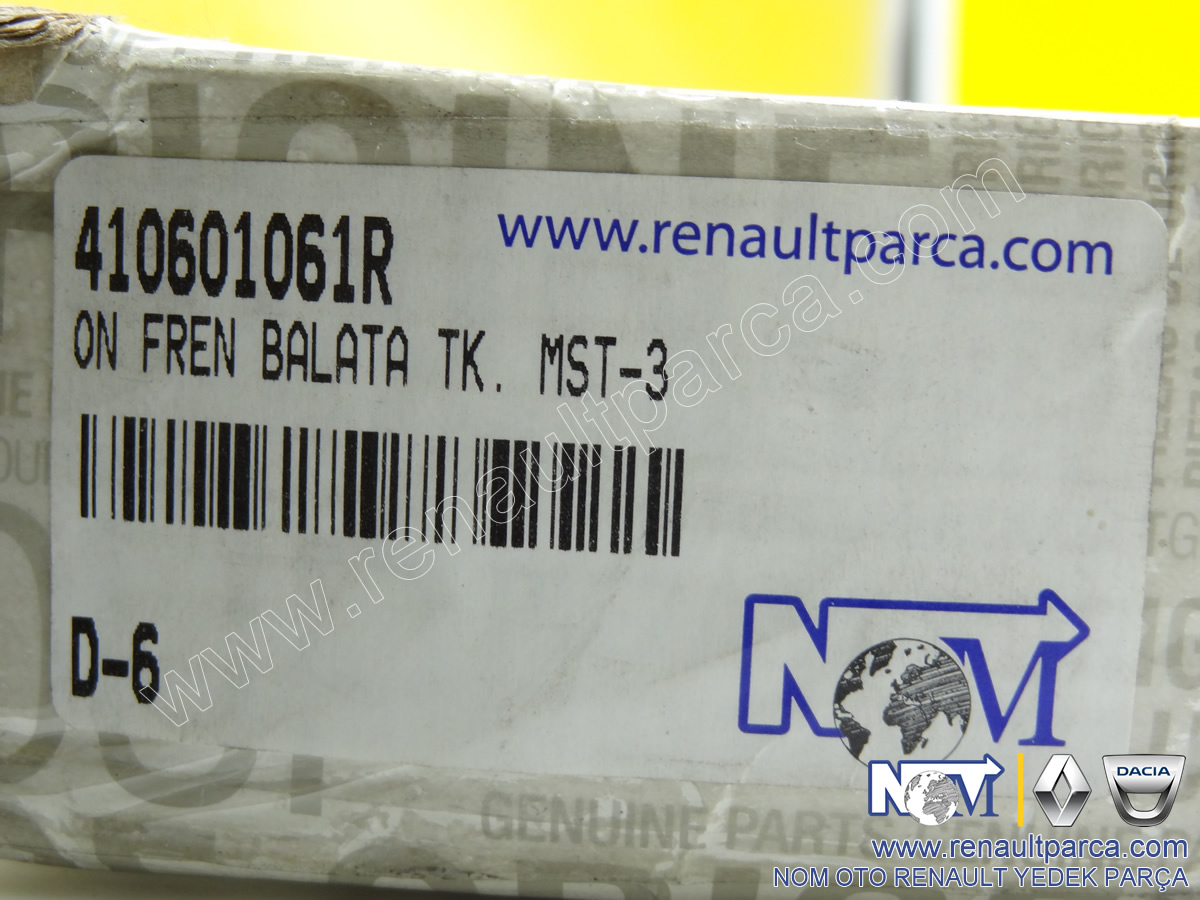 410601061R
www.renaultparca.com
ON FREN BALATA TK. MST-3
www.renaultparca.com
D-6
NOM
GENUINE PARTS
NOM
DACIA
www.renaultparca.com
NOM OTO RENAULT YEDEK PARÇA